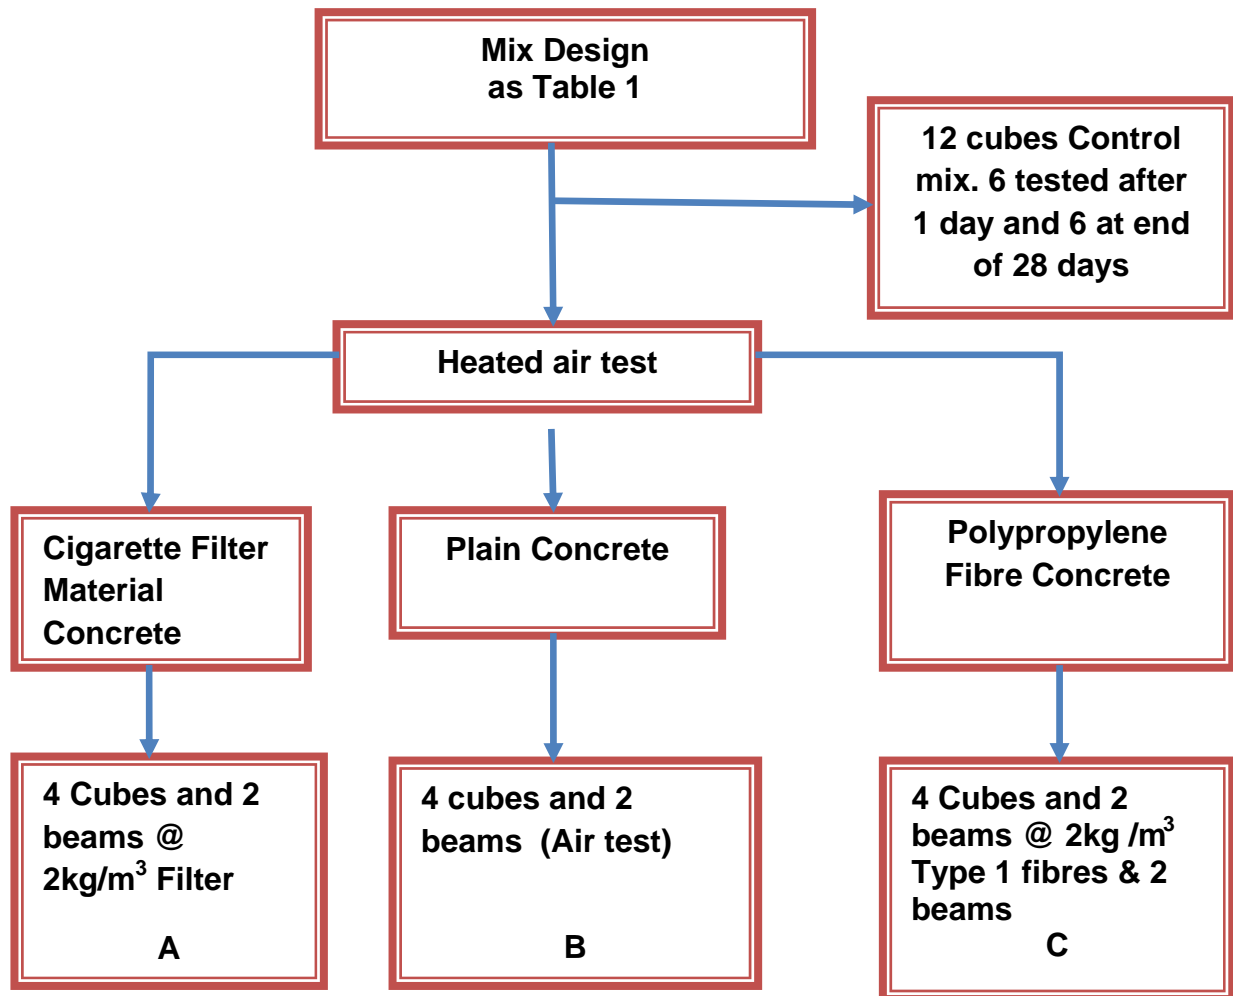 Mix Design
as Table 1
12 cubes Control
mix. 6 tested after
1 day and 6 at end
of 28 days
Heated air test
Cigarette Filter
Material
Concrete
Plain Concrete
Polypropylene
Fibre Concrete
4 Cubes and 2
beams @
2kg/m³ Filter
A
4 cubes and 2
beams (Air test)
B
4 Cubes and 2
beams @ 2kg /m³
Type 1 fibres & 2
beams
C